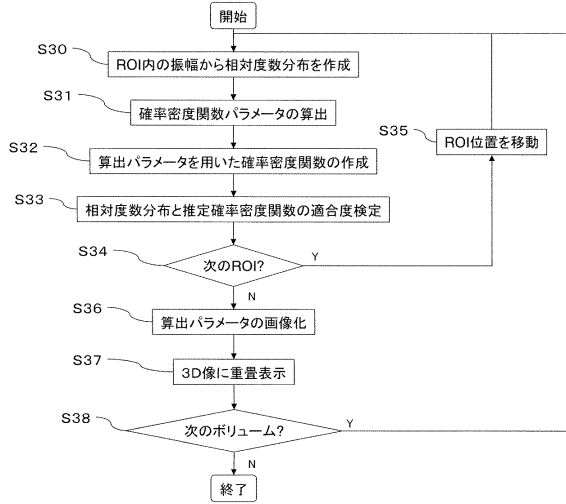 開始
S30
ROI内の振幅から相対度数分布を作成
S31
確率密度関数パラメータの算出
S35
ROI位置を移動
S32
算出パラメータを用いた確率密度関数の作成
S33
相対度数分布と推定確率密度関数の適合度検定
S34
次のROI?
Y
N
S36
算出パラメータの画像化
S37
3D像に重畳表示
S38
次のボリューム?
Y
N
終了